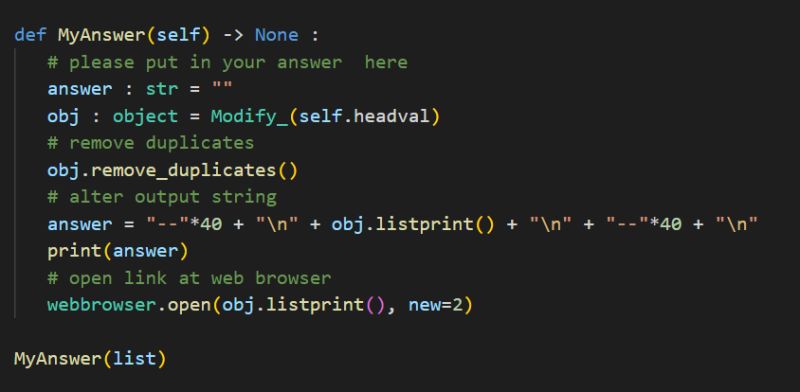 def MyAnswer(self) -> None :
# please put in your answer  here
answer : str = ""
obj : object = Modify_(self.headval)
# remove duplicates
obj.remove_duplicates()
# alter output string
answer = "--"*40 + "\n" + obj.listprint() + "\n" + "--"*40 + "\n"
print(answer)
# open link at web browser
webbrowser.open(obj.listprint(), new=2)
MyAnswer(list)